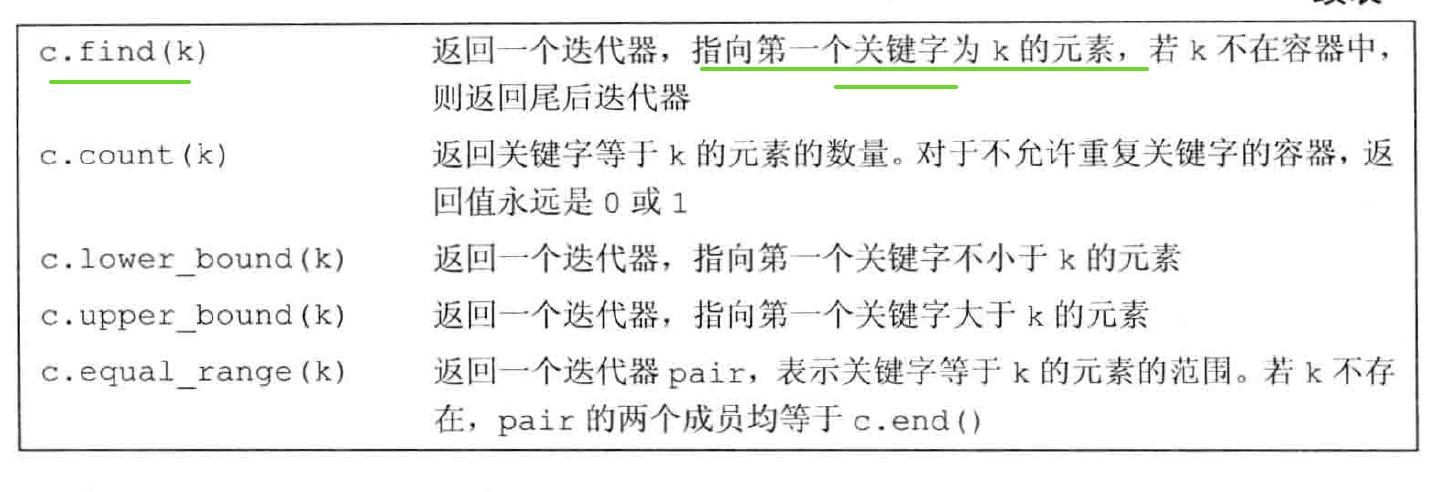 c.find(k) 返回一个迭代器，指向第一个关键字为 k 的元素，若 k 不在容器中，
则返回尾后迭代器
c.count(k) 返回关键字等于 k 的元素的数量。对于不允许重复关键字的容器，返
回值永远是 0 或 1
c.lower_bound(k) 返回一个迭代器，指向第一个关键字不小于 k 的元素
c.upper_bound(k) 返回一个迭代器，指向第一个关键字大于 k 的元素
c.equal_range(k) 返回一个迭代器 pair，表示关键字等于 k 的元素的范围。若 k 不存
在，pair 的两个成员均等于 c.end()